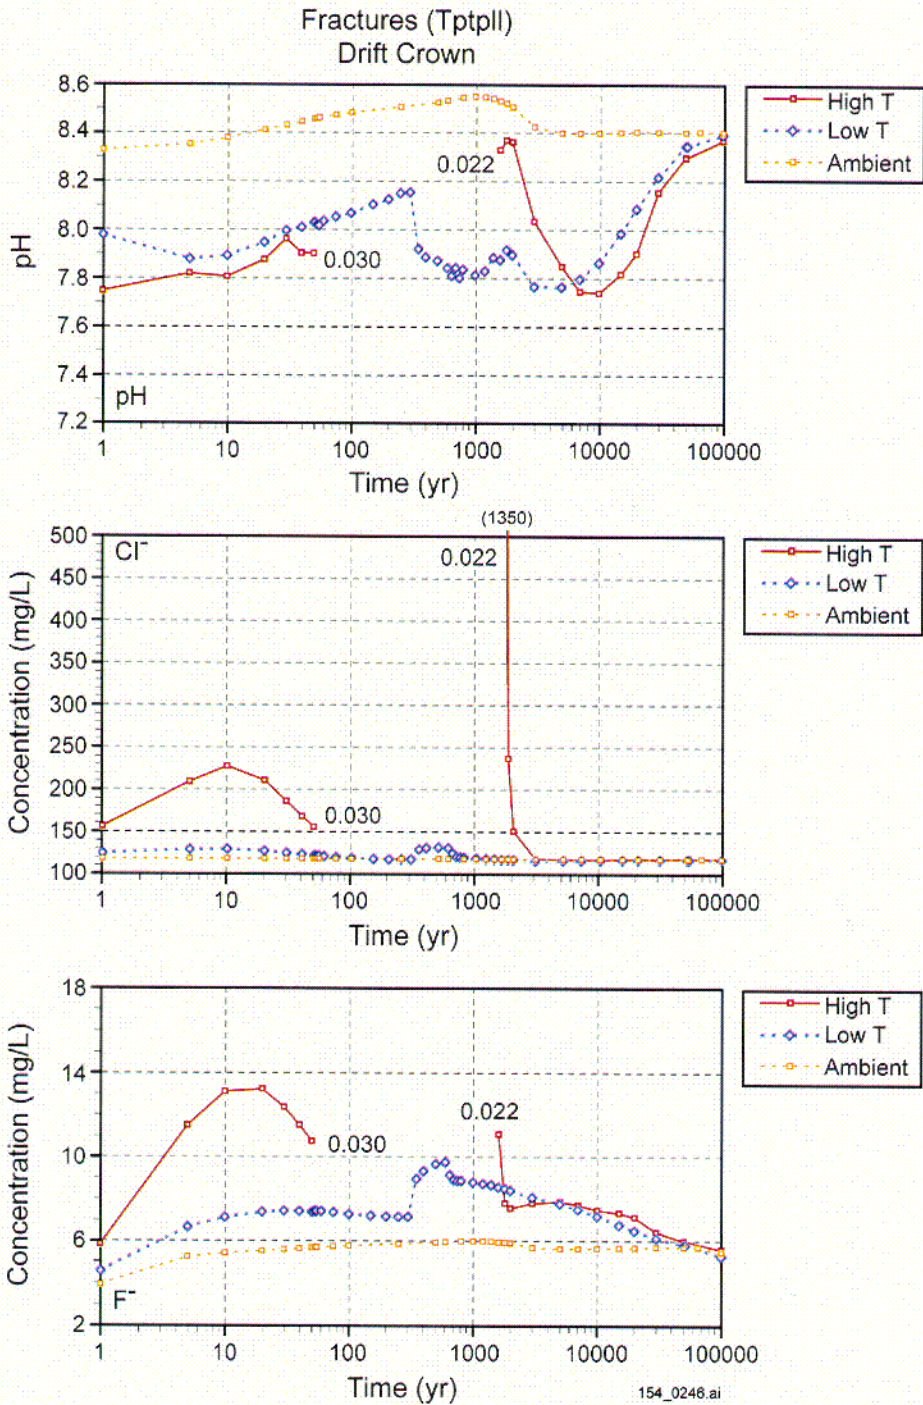 Fractures (Tptpll)
Drift Crown
8.6
8.4
8.2
8.0
7.8
7.6
7.4
7.2
pH
0.022
0.030
pH
1
10
100
1000
10000
100000
Time (yr)
High T
Low T
Ambient
(1350)
500
450
400
350
300
250
200
150
100
Concentration (mg/L)
Cl⁻
0.022
0.030
1
10
100
1000
10000
100000
Time (yr)
High T
Low T
Ambient
18
14
10
6
2
Concentration (mg/L)
0.022
0.030
F⁻
1
10
100
1000
10000
100000
Time (yr)
High T
Low T
Ambient
154_0246.ai